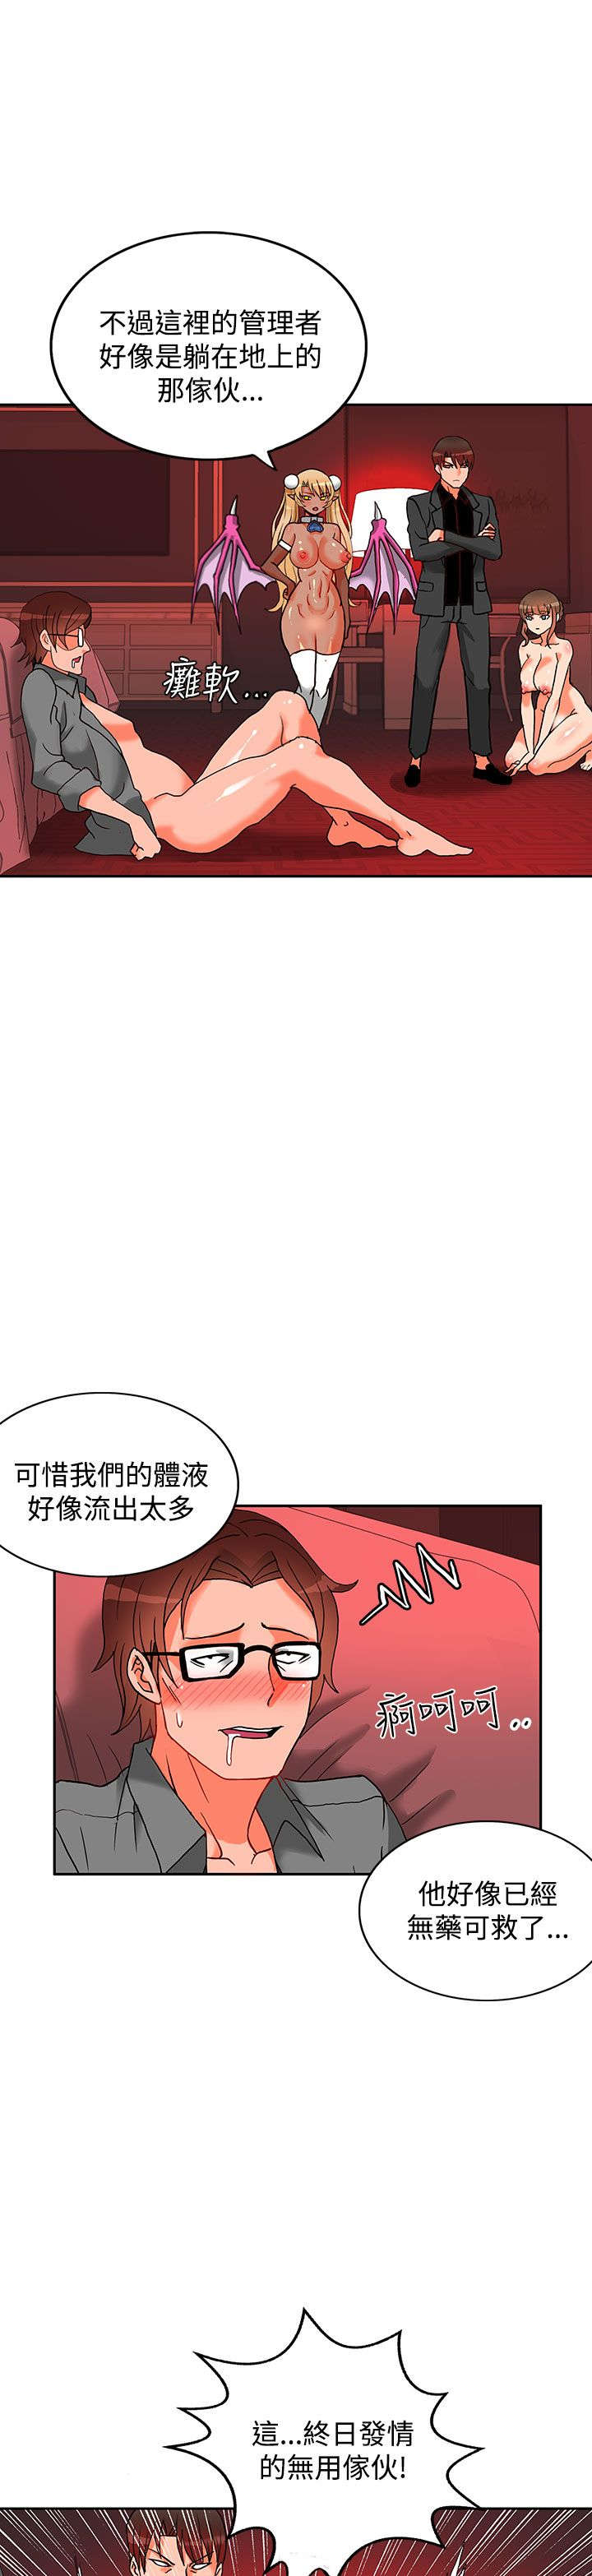 不過這裡的管理者
好像是躺在地上的
那傢伙...
癱軟...
可惜我們的體液
好像流出太多
痾呵呵..
他好像已經
無藥可救了...
這...終日發情
的無用傢伙!